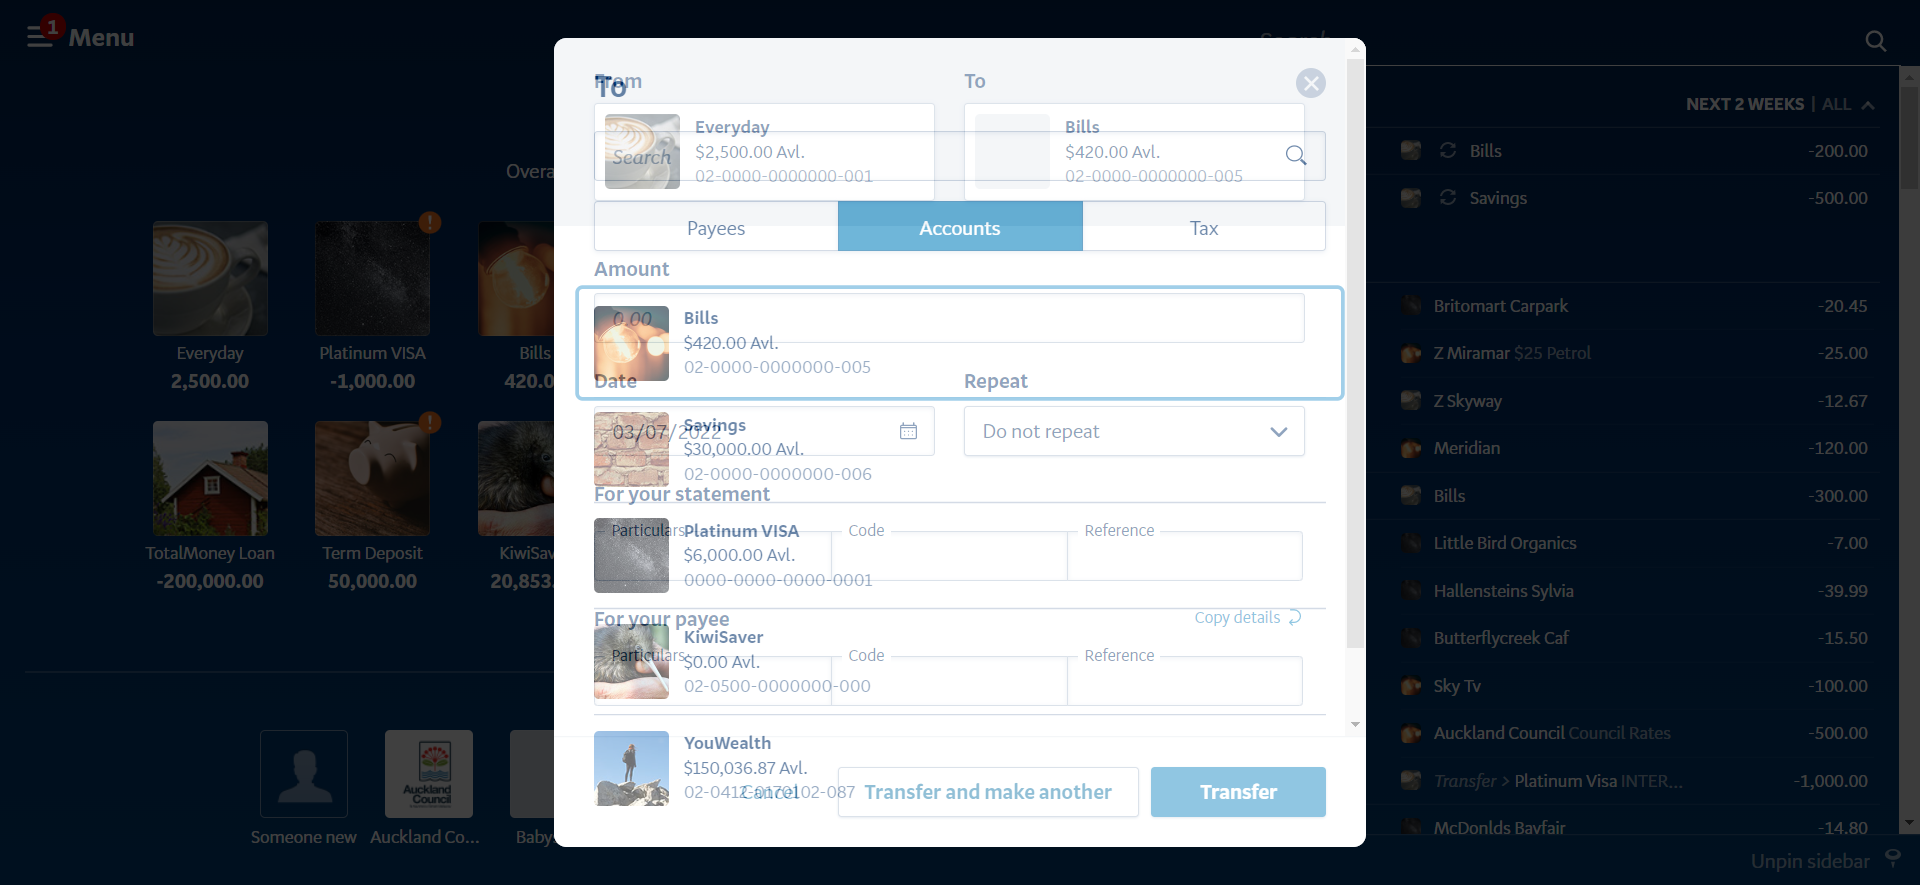 1
Menu
Search
NEXT 2 WEEKS | ALL
Bills -200.00
Savings -500.00
Britomart Carpark -20.45
Z Miramar $25 Petrol -25.00
Z Skyway -12.67
Meridian -120.00
Bills -300.00
Little Bird Organics -7.00
Hallensteins Sylvia -39.99
Butterflycreek Caf -15.50
Sky Tv -100.00
Auckland Council Council Rates -500.00
Transfer > Platinum Visa INTER... -1,000.00
McDonlds Bayfair -14.80
Unpin sidebar
Overa
Everyday
2,500.00
!
Platinum VISA
-1,000.00
Bills
420.0
TotalMoney Loan
-200,000.00
!
Term Deposit
50,000.00
KiwiSav
20,853.
Someone new
Auckland Council
Auckland Co...
Baby
From
To
Everyday
$2,500.00 Avl.
02-0000-0000000-001
To
Bills
$420.00 Avl.
02-0000-0000000-005
Amount
0.00
Date
03/07/2022
Repeat
Do not repeat
For your statement
Particulars
Code
Reference
For your payee
Copy details
Particulars
Code
Reference
Cancel
Transfer and make another
Transfer
To
Search
Payees
Accounts
Tax
Bills
$420.00 Avl.
02-0000-0000000-005
Savings
$30,000.00 Avl.
02-0000-0000000-006
Platinum VISA
$6,000.00 Avl.
0000-0000-0000-0001
KiwiSaver
$0.00 Avl.
02-0500-0000000-000
YouWealth
$150,036.87 Avl.